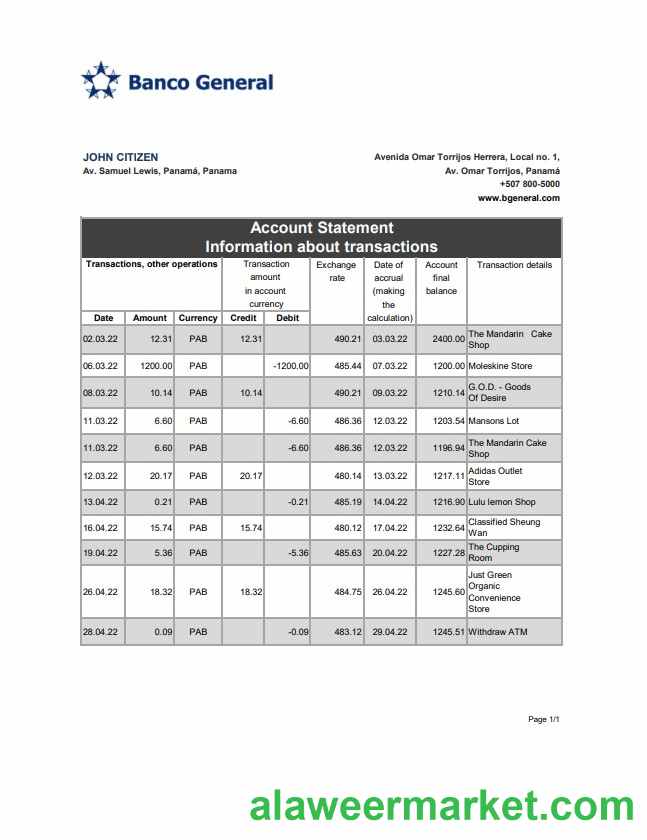 Banco General
JOHN CITIZEN
Av. Samuel Lewis, Panamá, Panama
Avenida Omar Torrijos Herrera, Local no. 1,
Av. Omar Torrijos, Panamá
+507 800-5000
www.bgeneral.com
Account Statement
Information about transactions
Transactions, other operations
Transaction
amount
in account
currency
Exchange
rate
Date of
accrual
(making
the
calculation)
Account
final
balance
Transaction details
Date Amount Currency Credit Debit
02.03.22 12.31 PAB 12.31 490.21 03.03.22 2400.00 The Mandarin Cake
Shop
06.03.22 1200.00 PAB -1200.00 485.44 07.03.22 1200.00 Moleskine Store
08.03.22 10.14 PAB 10.14 490.21 09.03.22 1210.14 G.O.D. - Goods
Of Desire
11.03.22 6.60 PAB -6.60 486.36 12.03.22 1203.54 Mansons Lot
11.03.22 6.60 PAB -6.60 486.36 12.03.22 1196.94 The Mandarin Cake
Shop
12.03.22 20.17 PAB 20.17 480.14 13.03.22 1217.11 Adidas Outlet
Store
13.04.22 0.21 PAB -0.21 485.19 14.04.22 1216.90 Lulu lemon Shop
16.04.22 15.74 PAB 15.74 480.12 17.04.22 1232.64 Classified Sheung
Wan
19.04.22 5.36 PAB -5.36 485.63 20.04.22 1227.28 The Cupping
Room
26.04.22 18.32 PAB 18.32 484.75 26.04.22 1245.60 Just Green
Organic
Convenience
Store
28.04.22 0.09 PAB -0.09 483.12 29.04.22 1245.51 Withdraw ATM
Page 1/1
alaweermarket.com